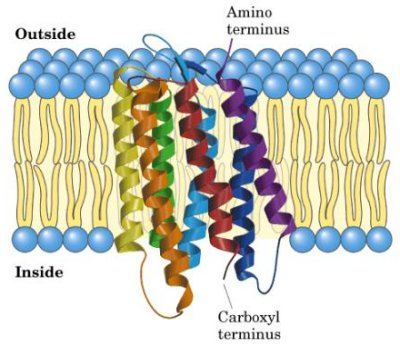 Amino
terminus
Outside
Inside
Carboxyl
terminus